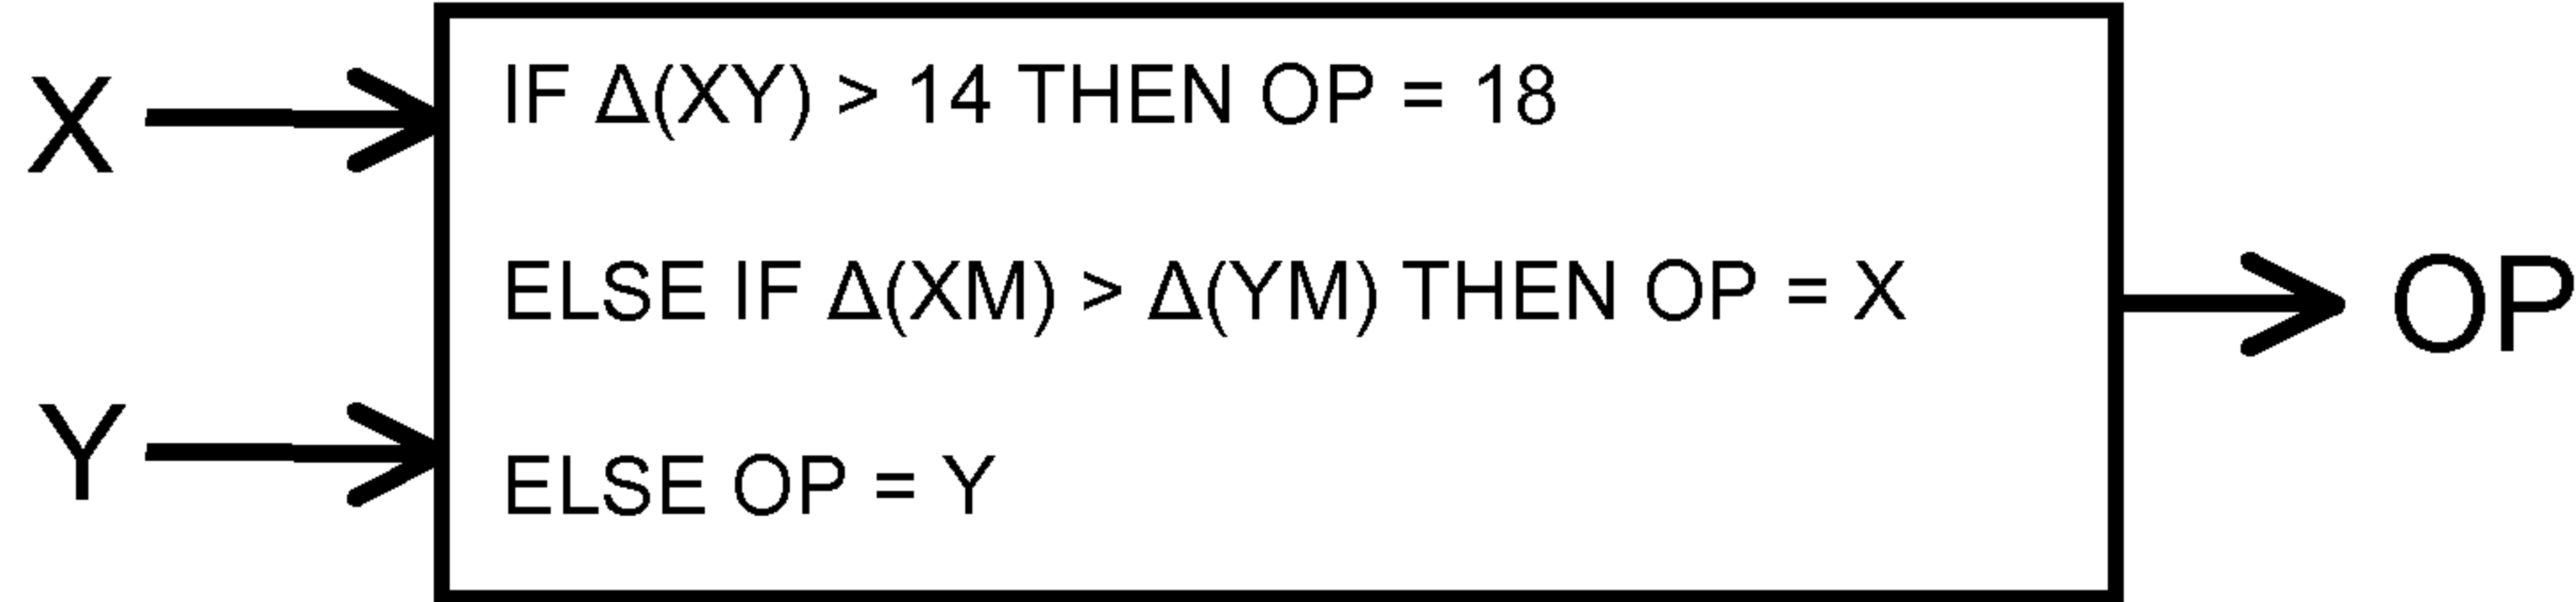 X
IF Δ(XY) > 14 THEN OP = 18
ELSE IF Δ(XM) > Δ(YM) THEN OP = X
OP
Y
ELSE OP = Y